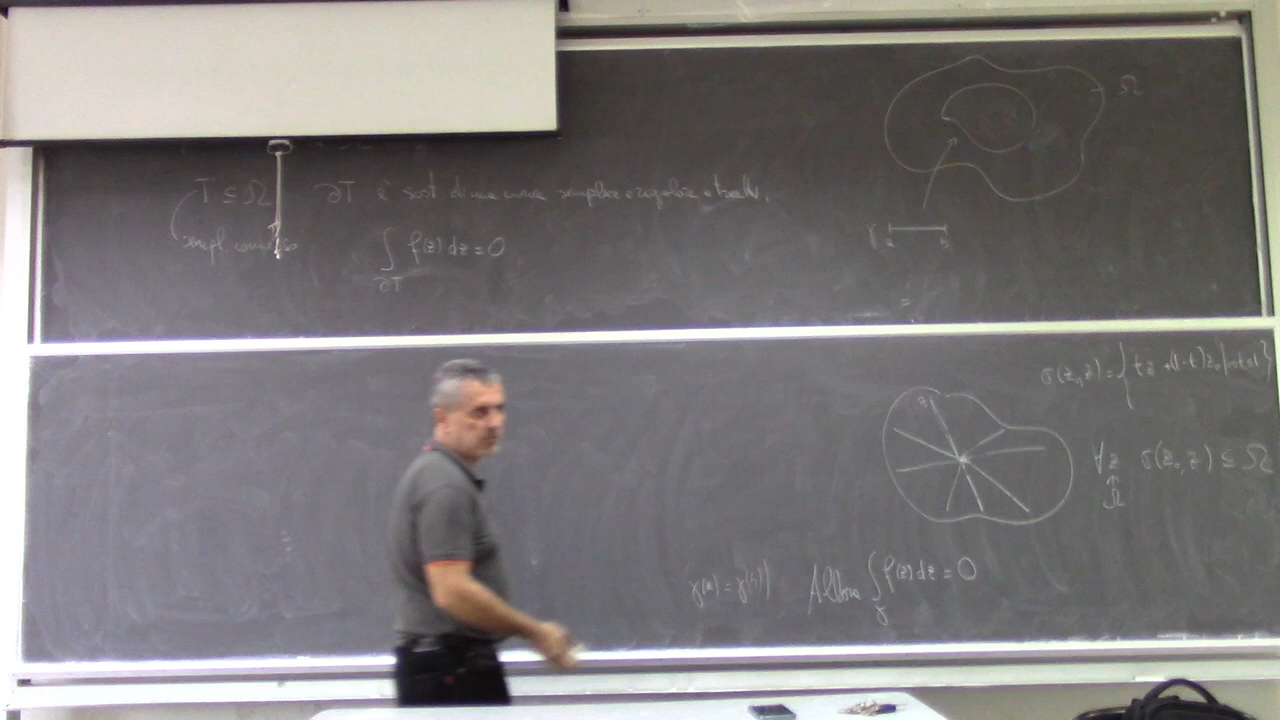 Ω
T ⊆ Ω ∂T è sost. di una curva semplice e regolare a tratti.
sempl. connesso
∫_{∂T} f(z) dz = 0
γ: a b
σ(z₀, z) = { tz + (1-t) z₀ | 0 ≤ t ≤ 1 }
∀ z σ(z₀, z) ⊆ Ω
Ω
γ(a) = γ(b) Allora ∫_γ f(z) dz = 0